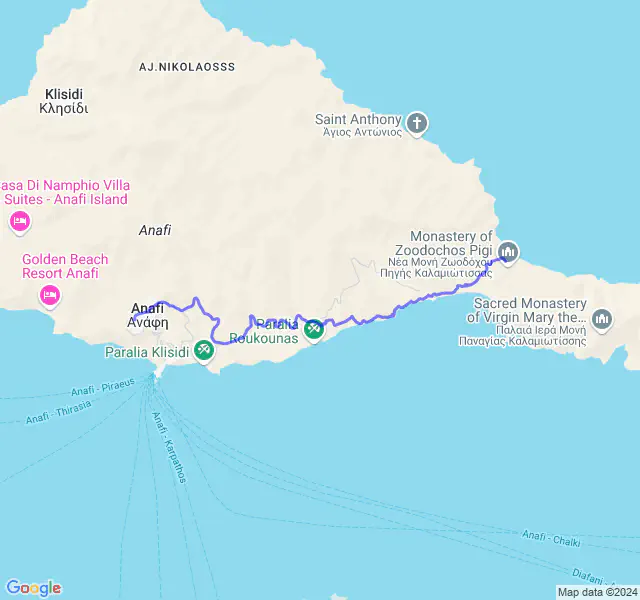 AJ.NIKOLAOSSS
Klisidi
Κλησίδι
Saint Anthony
Άγιος Αντώνιος
asa Di Namphio Villa
Suites - Anafi Island
Anafi
Monastery of
Zoodochos Pigi
Νέα Μονή Ζωοδόχου
Πηγής Καλαμιώτισσας
Golden Beach
Resort Anafi
Anafi
Ανάφη
Sacred Monastery
of Virgin Mary the...
Παλαιά Ιερά Μονή
Παναγίας Καλαμιωτίσσης
Paralia
Roukounas
Paralia Klisidi
Anafi - Piraeus
Anafi - Thirasia
Anafi - Karpathos
Anafi - Chalki
Diafani - A
Google
Map data ©2024